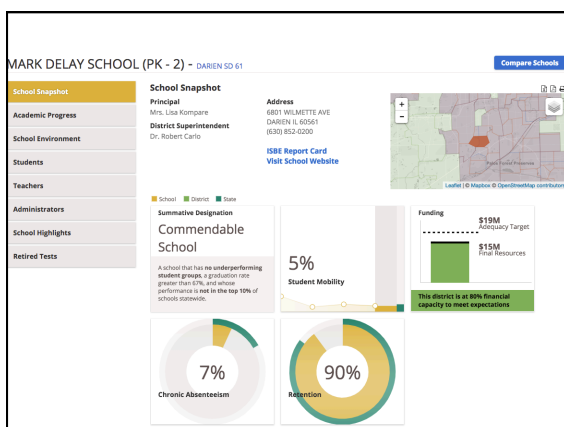 MARK DELAY SCHOOL (PK - 2) - DARIEN SD 61
Compare Schools
School Snapshot
Academic Progress
School Environment
Students
Teachers
Administrators
School Highlights
Retired Tests
School Snapshot
Principal
Mrs. Lisa Kompare
District Superintendent
Dr. Robert Carlo
Address
6801 WILMETTE AVE
DARIEN IL 60561
(630) 852-0200
ISBE Report Card
Visit School Website
+
−
Leaflet | © Mapbox © OpenStreetMap contributors
School District State
Summative Designation
Commendable
School
A school that has no underperforming
student groups, a graduation rate
greater than 67%, and whose
performance is not in the top 10% of
schools statewide.
5%
Student Mobility
Funding
$19M
Adequacy Target
$15M
Final Resources
This district is at 80% financial
capacity to meet expectations
7%
Chronic Absenteeism
90%
Retention